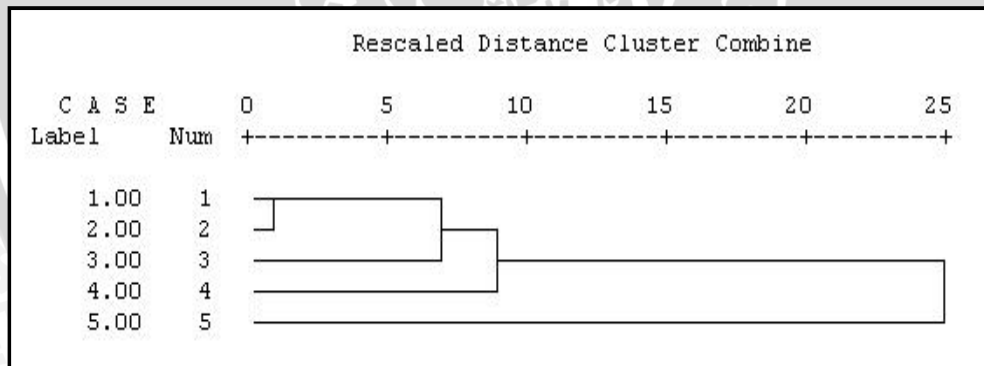 Rescaled Distance Cluster Combine
C A S E 0 5 10 15 20 25
Label Num +---------+---------+---------+---------+---------+
1.00 1
2.00 2
3.00 3
4.00 4
5.00 5